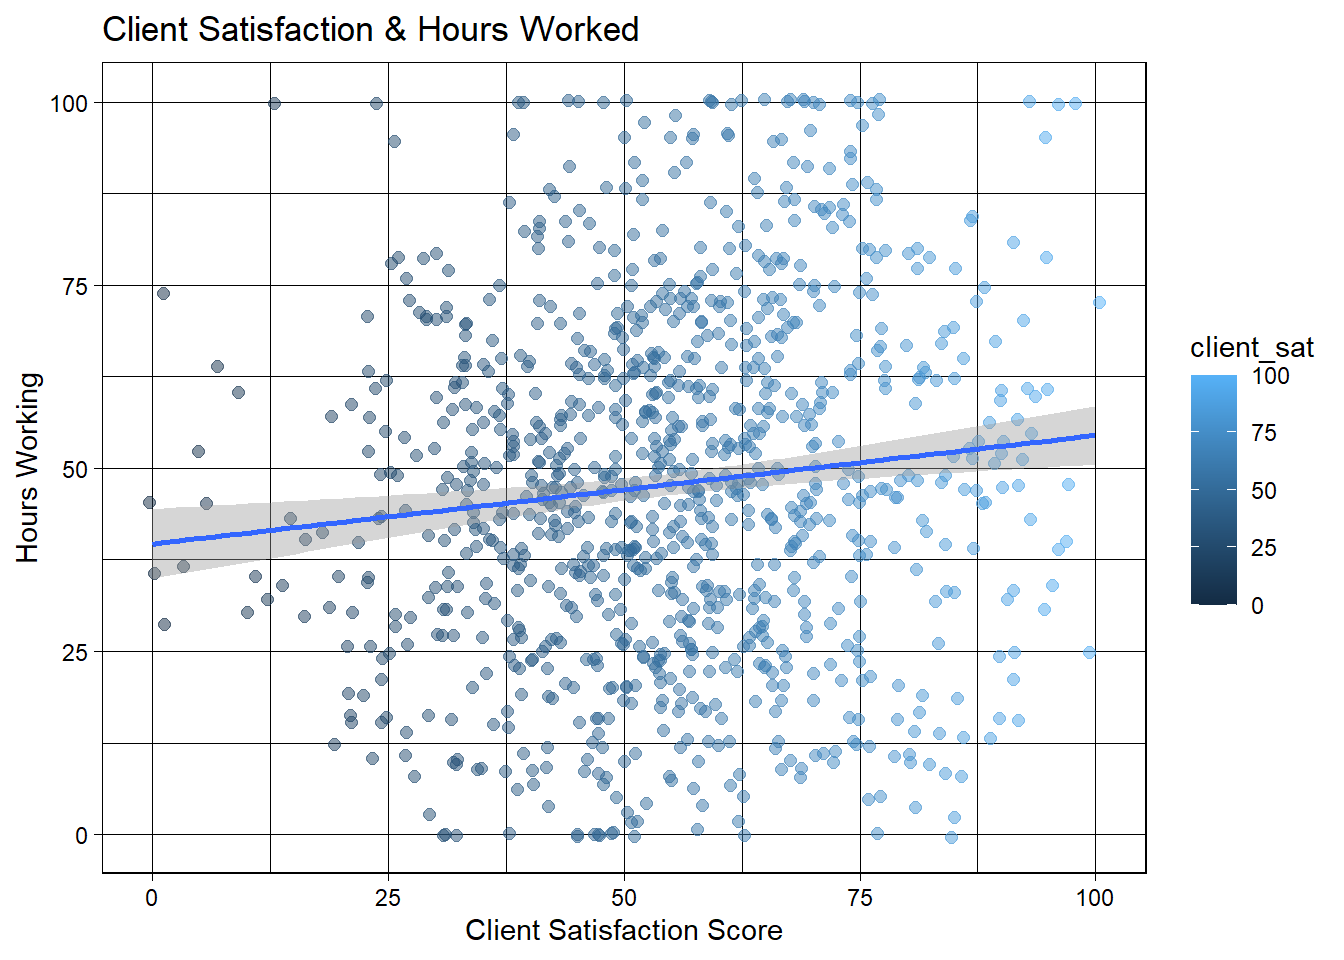 Client Satisfaction & Hours Worked
100
75
50
25
0
Hours Working
0 25 50 75 100
Client Satisfaction Score
client_sat
100
75
50
25
0